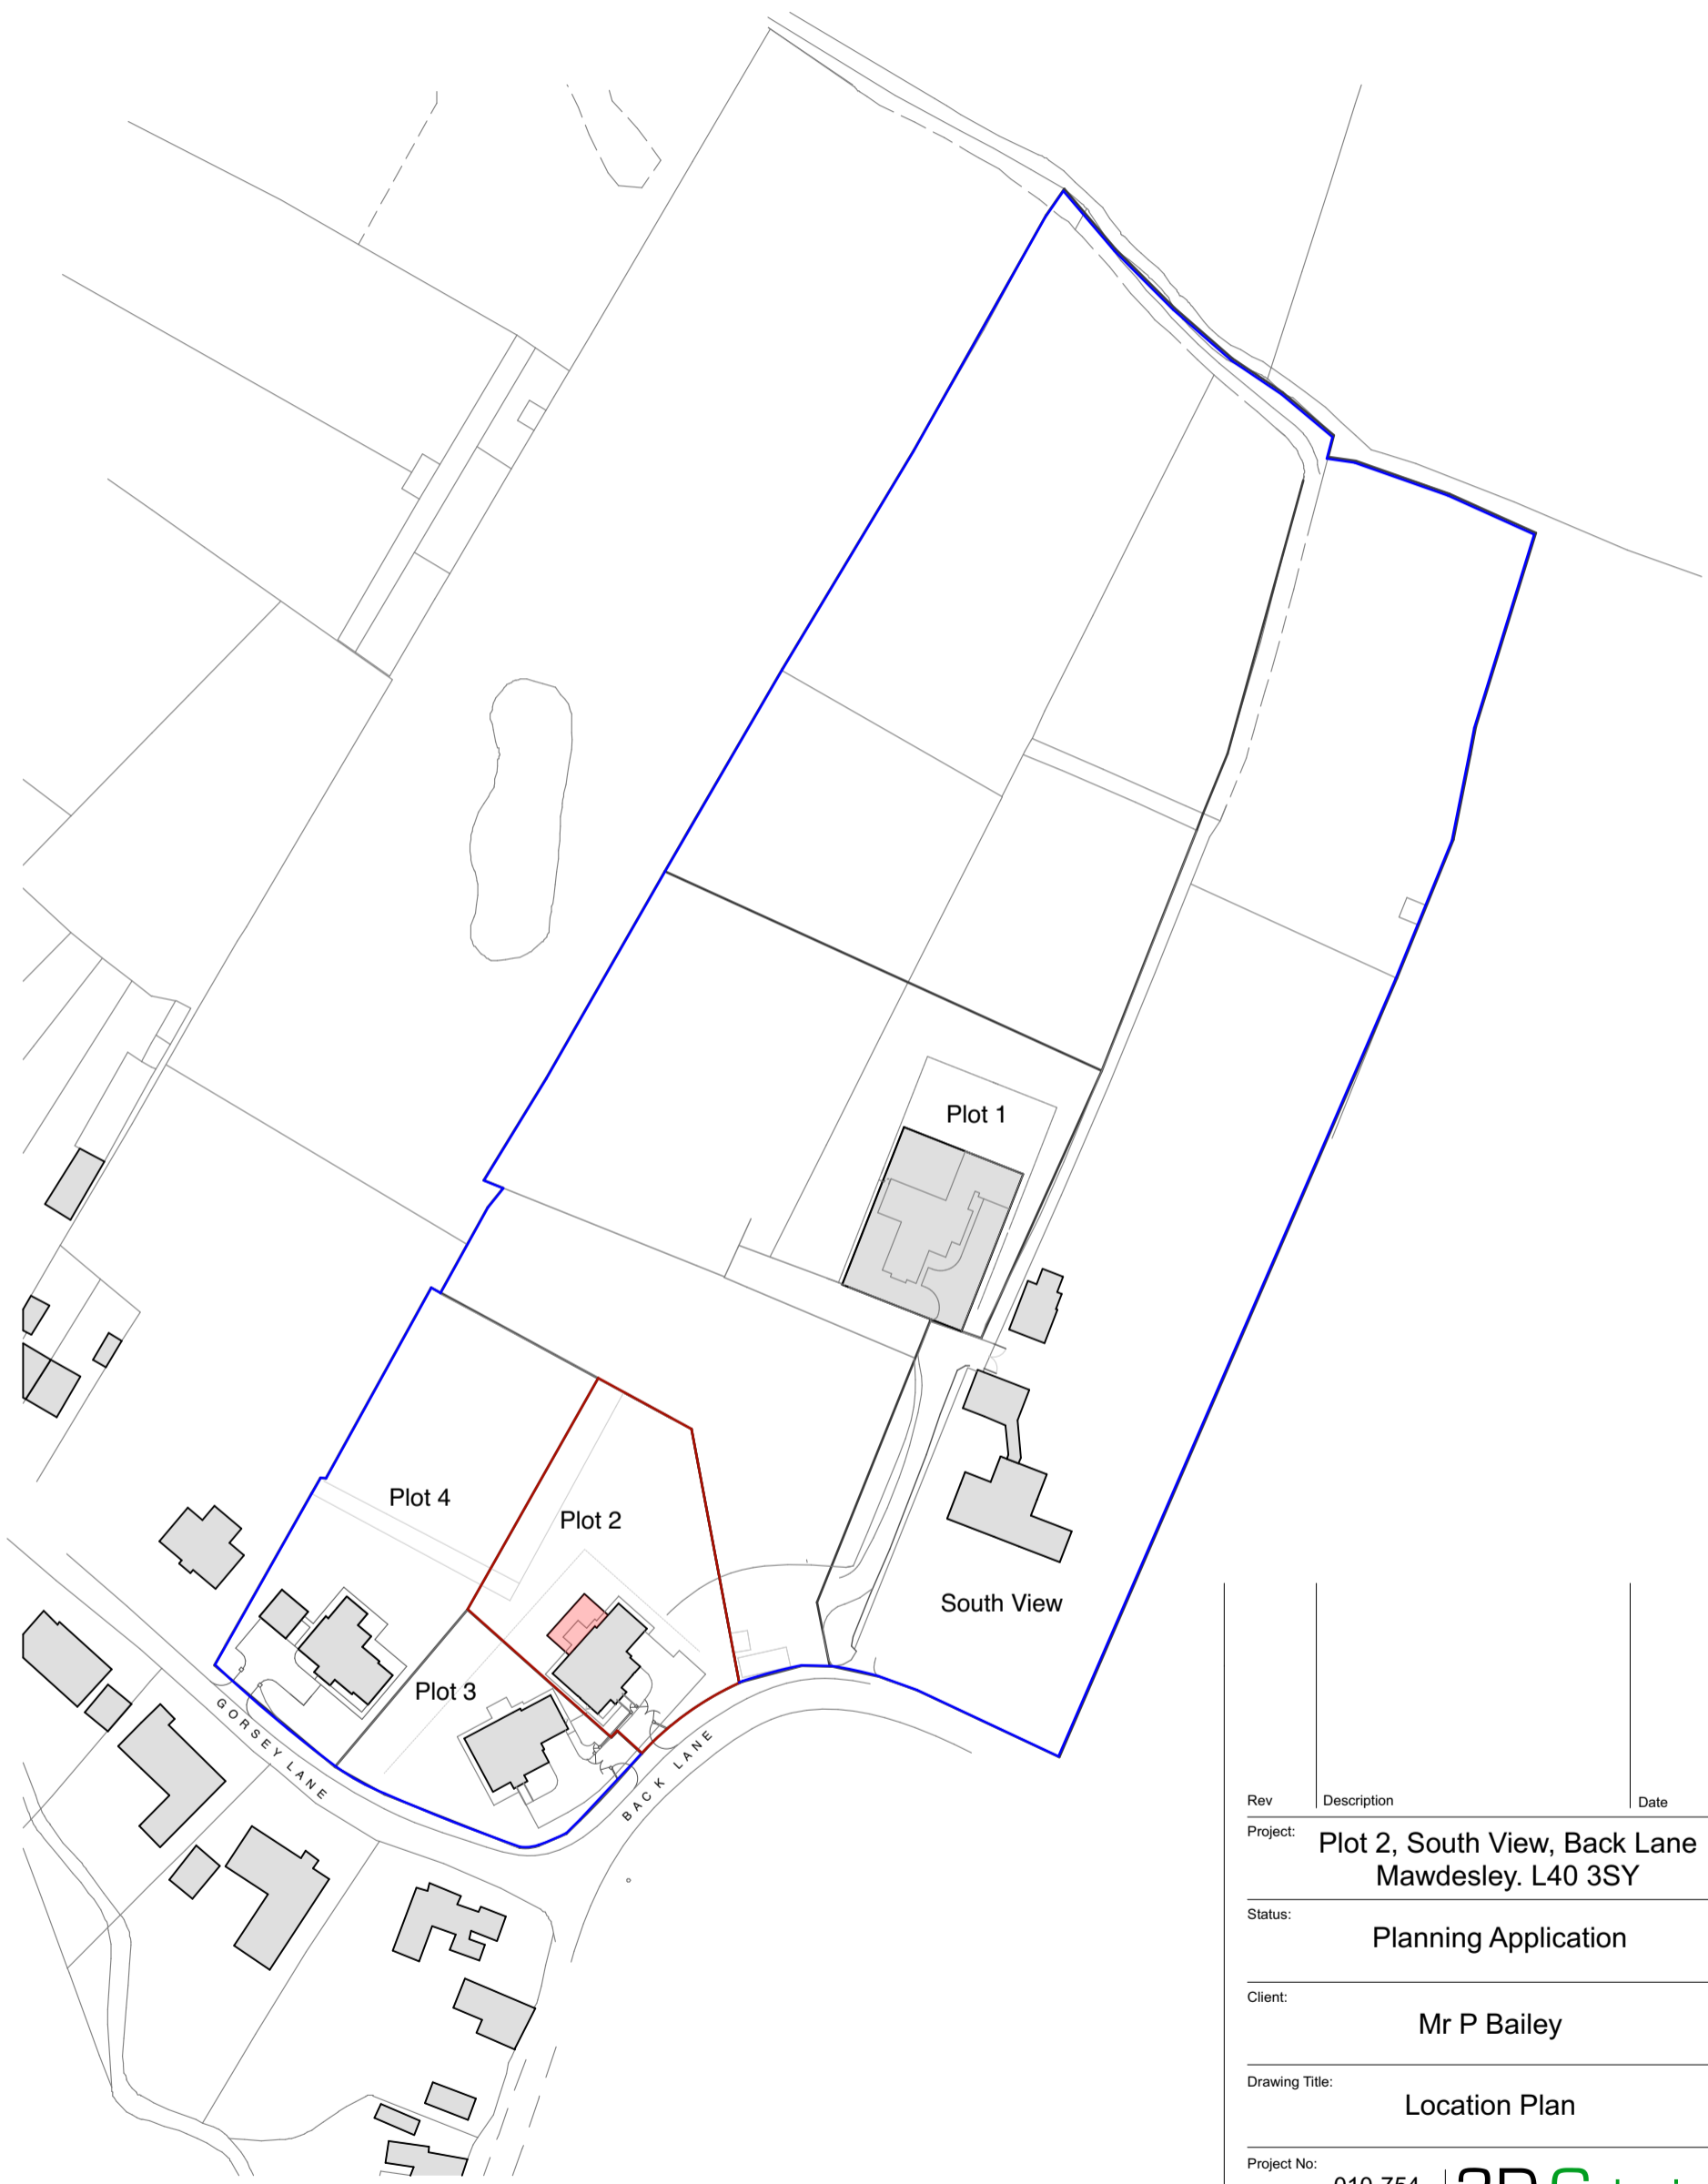 Plot 1
Plot 4
Plot 2
South View
Plot 3
GORSEY LANE
BACK LANE
Rev Description Date
Project:
Plot 2, South View, Back Lane
Mawdesley. L40 3SY
Status:
Planning Application
Client:
Mr P Bailey
Drawing Title:
Location Plan
Project No: